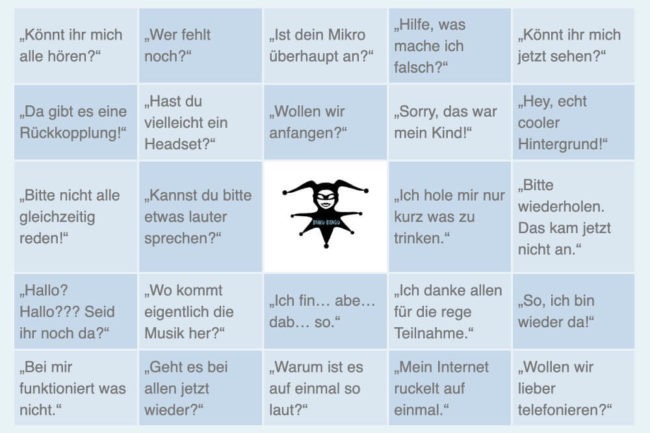 „Könnt ihr mich
alle hören?“
„Wer fehlt
noch?“
„Ist dein Mikro
überhaupt an?“
„Hilfe, was
mache ich
falsch?“
„Könnt ihr mich
jetzt sehen?“
„Da gibt es eine
Rückkopplung!“
„Hast du
vielleicht ein
Headset?“
„Wollen wir
anfangen?“
„Sorry, das war
mein Kind!“
„Hey, echt
cooler
Hintergrund!“
„Bitte nicht alle
gleichzeitig
reden!“
„Kannst du bitte
etwas lauter
sprechen?“
„Ich hole mir nur
kurz was zu
trinken.“
„Bitte
wiederholen.
Das kam jetzt
nicht an.“
„Hallo?
Hallo??? Seid
ihr noch da?“
„Wo kommt
eigentlich die
Musik her?“
„Ich fin… abe…
dab… so.“
„Ich danke allen
für die rege
Teilnahme.“
„So, ich bin
wieder da!“
„Bei mir
funktioniert was
nicht.“
„Geht es bei
allen jetzt
wieder?“
„Warum ist es
auf einmal so
laut?“
„Mein Internet
ruckelt auf
einmal.“
„Wollen wir
lieber
telefonieren?“